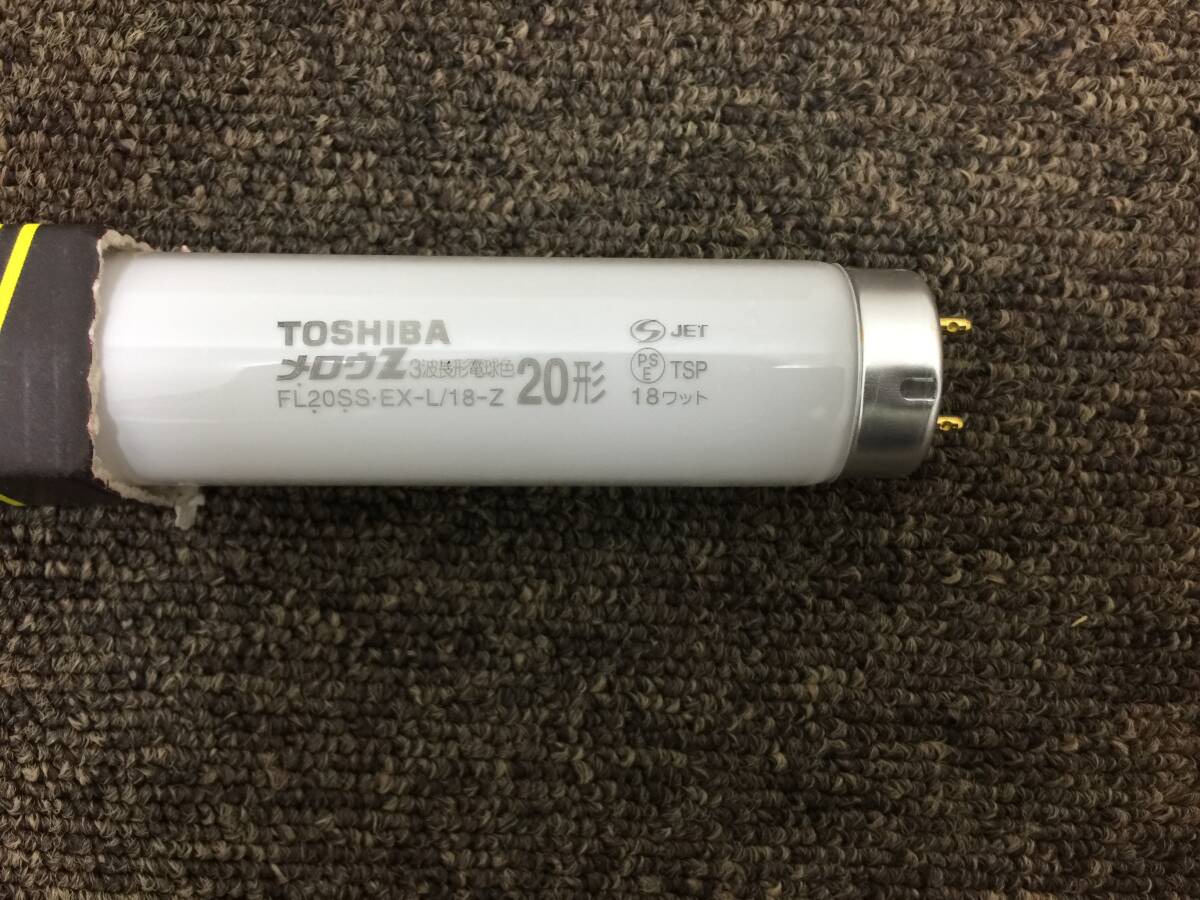 TOSHIBA
メロウZ 3波長形電球色 20形
FL20SS·EX-L/18-Z
S JET
PSE TSP
18ワット